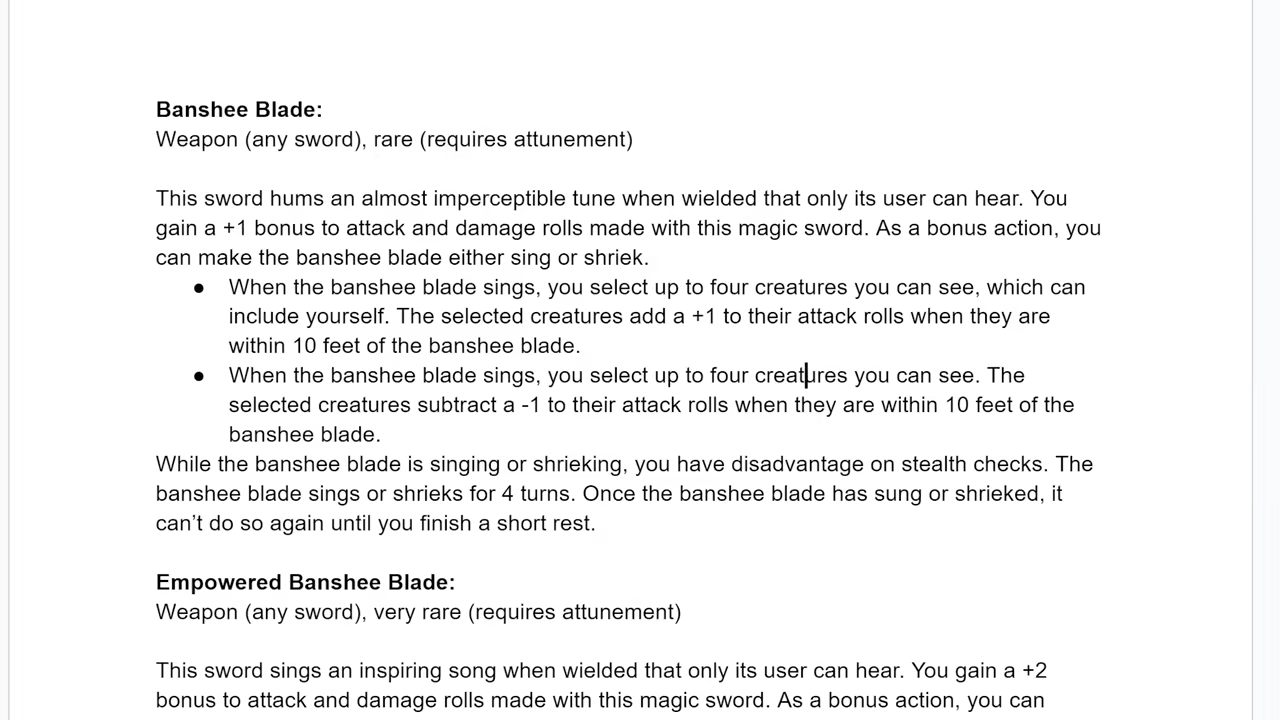 Banshee Blade:
Weapon (any sword), rare (requires attunement)
This sword hums an almost imperceptible tune when wielded that only its user can hear. You
gain a +1 bonus to attack and damage rolls made with this magic sword. As a bonus action, you
can make the banshee blade either sing or shriek.
● When the banshee blade sings, you select up to four creatures you can see, which can
include yourself. The selected creatures add a +1 to their attack rolls when they are
within 10 feet of the banshee blade.
● When the banshee blade sings, you select up to four creatures you can see. The
selected creatures subtract a -1 to their attack rolls when they are within 10 feet of the
banshee blade.
While the banshee blade is singing or shrieking, you have disadvantage on stealth checks. The
banshee blade sings or shrieks for 4 turns. Once the banshee blade has sung or shrieked, it
can’t do so again until you finish a short rest.
Empowered Banshee Blade:
Weapon (any sword), very rare (requires attunement)
This sword sings an inspiring song when wielded that only its user can hear. You gain a +2
bonus to attack and damage rolls made with this magic sword. As a bonus action, you can